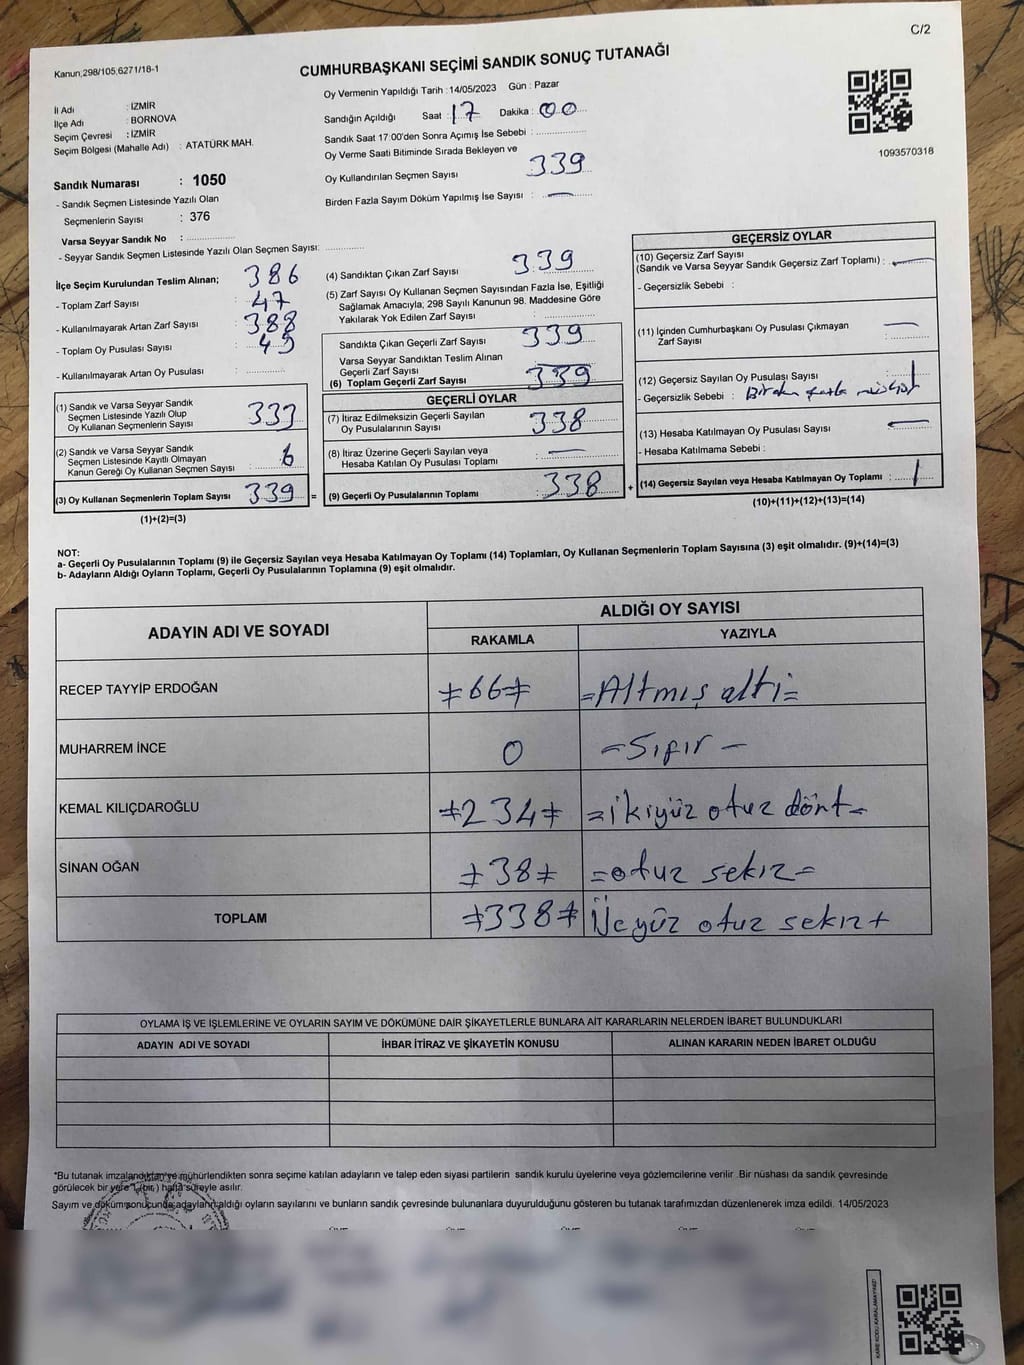 C/2
Kanun,298/105,6271/18-1
CUMHURBAŞKANI SEÇİMİ SANDIK SONUÇ TUTANAĞI
İl Adı : İZMİR
İlçe Adı : BORNOVA
Seçim Çevresi : İZMİR
Seçim Bölgesi (Mahalle Adı) : ATATÜRK MAH.
Sandık Numarası : 1050
- Sandık Seçmen Listesinde Yazılı Olan
Seçmenlerin Sayısı : 376
Varsa Seyyar Sandık No :
- Seyyar Sandık Seçmen Listesinde Yazılı Olan Seçmen Sayısı:
Oy Vermenin Yapıldığı Tarih :14/05/2023 Gün : Pazar
Sandığın Açıldığı Saat : 17 Dakika : 00
Sandık Saat 17:00'den Sonra Açımış İse Sebebi :
Oy Verme Saati Bitiminde Sırada Bekleyen ve
Oy Kullandırılan Seçmen Sayısı 339
Birden Fazla Sayım Döküm Yapılmış İse Sayısı : —
1093570318
İlçe Seçim Kurulundan Teslim Alınan; 386
- Toplam Zarf Sayısı : 47
- Kullanılmayarak Artan Zarf Sayısı : 388
- Toplam Oy Pusulası Sayısı : 49
- Kullanılmayarak Artan Oy Pusulası :
(1) Sandık ve Varsa Seyyar Sandık
Seçmen Listesinde Yazılı Olup
Oy Kullanan Seçmenlerin Sayısı 333
(2) Sandık ve Varsa Seyyar Sandık
Seçmen Listesinde Kayıtlı Olmayan
Kanun Gereği Oy Kullanan Seçmen Sayısı 6
(3) Oy Kullanan Seçmenlerin Toplam Sayısı 339 =
(1)+(2)=(3)
(4) Sandıktan Çıkan Zarf Sayısı 339
(5) Zarf Sayısı Oy Kullanan Seçmen Sayısından Fazla İse, Eşitliği
Sağlamak Amacıyla; 298 Sayılı Kanunun 98. Maddesine Göre
Yakılarak Yok Edilen Zarf Sayısı :
Sandıkta Çıkan Geçerli Zarf Sayısı 339
Varsa Seyyar Sandıktan Teslim Alınan
Geçerli Zarf Sayısı —
(6) Toplam Geçerli Zarf Sayısı 339
GEÇERLİ OYLAR
(7) İtiraz Edilmeksizin Geçerli Sayılan
Oy Pusulalarının Sayısı : 338
(8) İtiraz Üzerine Geçerli Sayılan veya
Hesaba Katılan Oy Pusulası Toplamı : —
(9) Geçerli Oy Pusulalarının Toplamı : 338 +
GEÇERSİZ OYLAR
(10) Geçersiz Zarf Sayısı
(Sandık ve Varsa Seyyar Sandık Geçersiz Zarf Toplamı) : —
- Geçersizlik Sebebi :
(11) İçinden Cumhurbaşkanı Oy Pusulası Çıkmayan
Zarf Sayısı : —
(12) Geçersiz Sayılan Oy Pusulası Sayısı : 1
- Geçersizlik Sebebi : Birden fazla
(13) Hesaba Katılmayan Oy Pusulası Sayısı : —
- Hesaba Katılmama Sebebi :
(14) Geçersiz Sayılan veya Hesaba Katılmayan Oy Toplamı : 1
(10)+(11)+(12)+(13)=(14)
NOT:
a- Geçerli Oy Pusulalarının Toplamı (9) ile Geçersiz Sayılan veya Hesaba Katılmayan Oy Toplamı (14) Toplamları, Oy Kullanan Seçmenlerin Toplam Sayısına (3) eşit olmalıdır. (9)+(14)=(3)
b- Adayların Aldığı Oyların Toplamı, Geçerli Oy Pusulalarının Toplamına (9) eşit olmalıdır.
ADAYIN ADI VE SOYADI ALDIĞI OY SAYISI
RAKAMLA YAZIYLA
RECEP TAYYİP ERDOĞAN ≠66≠ =Altmış altı=
MUHARREM İNCE 0 -Sıfır-
KEMAL KILIÇDAROĞLU ≠234≠ =ikiyüz otuz dört=
SİNAN OĞAN ≠38≠ =otuz sekiz=
TOPLAM ≠338≠ Üçyüz otuz sekiz+
OYLAMA İŞ VE İŞLEMLERİNE VE OYLARIN SAYIM VE DÖKÜMÜNE DAİR ŞİKAYETLERLE BUNLARA AİT KARARLARIN NELERDEN İBARET BULUNDUKLARI
ADAYIN ADI VE SOYADI İHBAR İTİRAZ VE ŞİKAYETİN KONUSU ALINAN KARARIN NEDEN İBARET OLDUĞU
*Bu tutanak imzalandıktan ve mühürlendikten sonra seçime katılan adayların ve talep eden siyasi partilerin sandık kurulu üyelerine veya gözlemcilerine verilir .Bir nüshası da sandık çevresinde
görülecek bir yere 1 (bir) hafta süreyle asılır.
Sayım ve döküm sonucunda adayların aldığı oyların sayılarını ve bunların sandık çevresinde bulunanlara duyurulduğunu gösteren bu tutanak tarafımızdan düzenlenerek imza edildi. 14/05/2023
KARE KODU KARALAMAYINIZ!